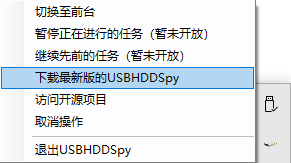 切换至前台
暂停正在进行的任务（暂未开放）
继续先前的任务（暂未开放）
下载最新版的USBHDDSpy
访问开源项目
取消操作
退出USBHDDSpy